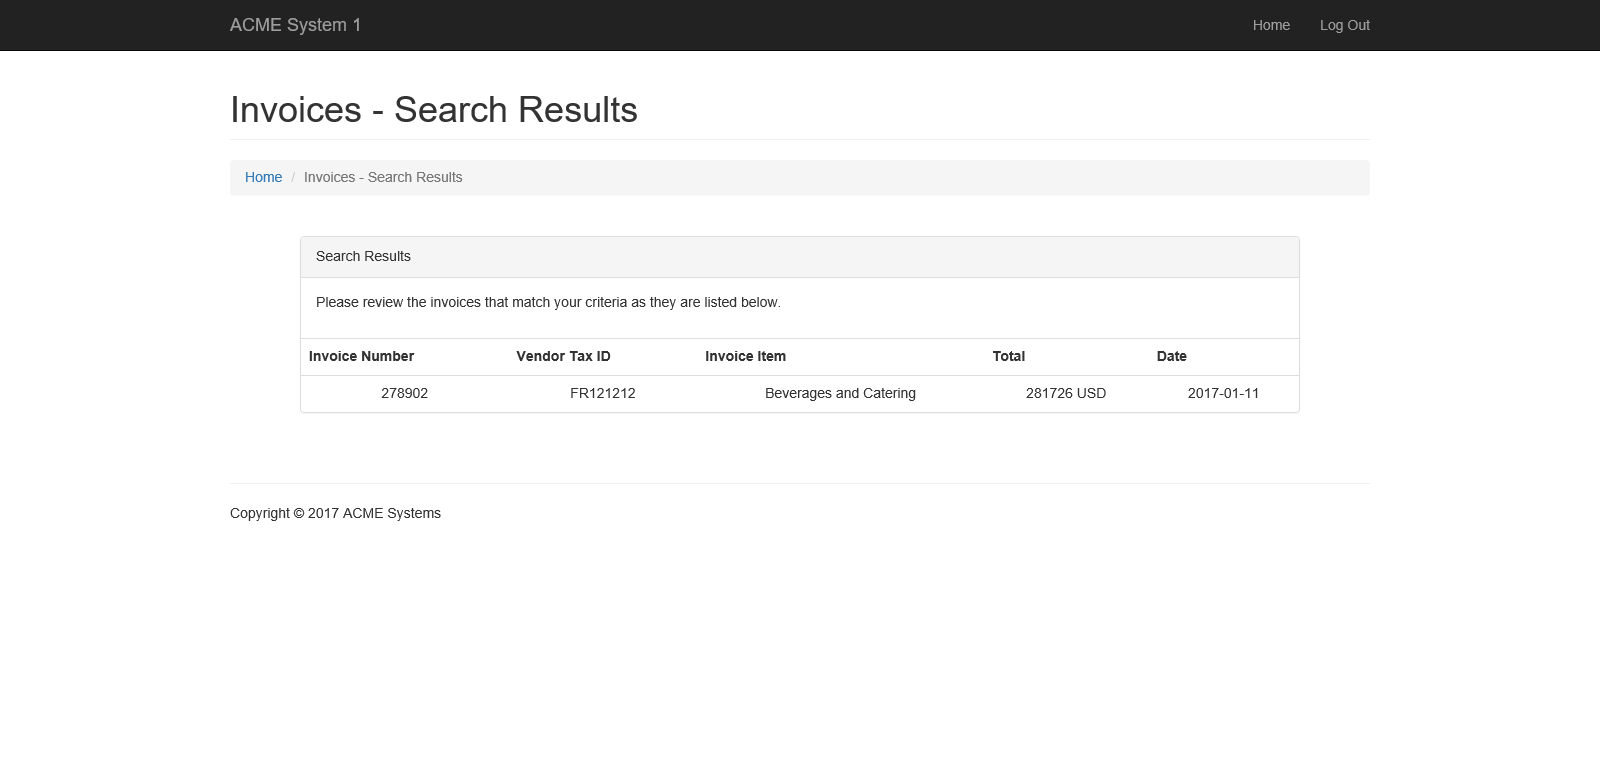 ACME System 1 Home Log Out
Invoices - Search Results
Home / Invoices - Search Results
Search Results
Please review the invoices that match your criteria as they are listed below.
Invoice Number Vendor Tax ID Invoice Item Total Date
278902 FR121212 Beverages and Catering 281726 USD 2017-01-11
Copyright © 2017 ACME Systems